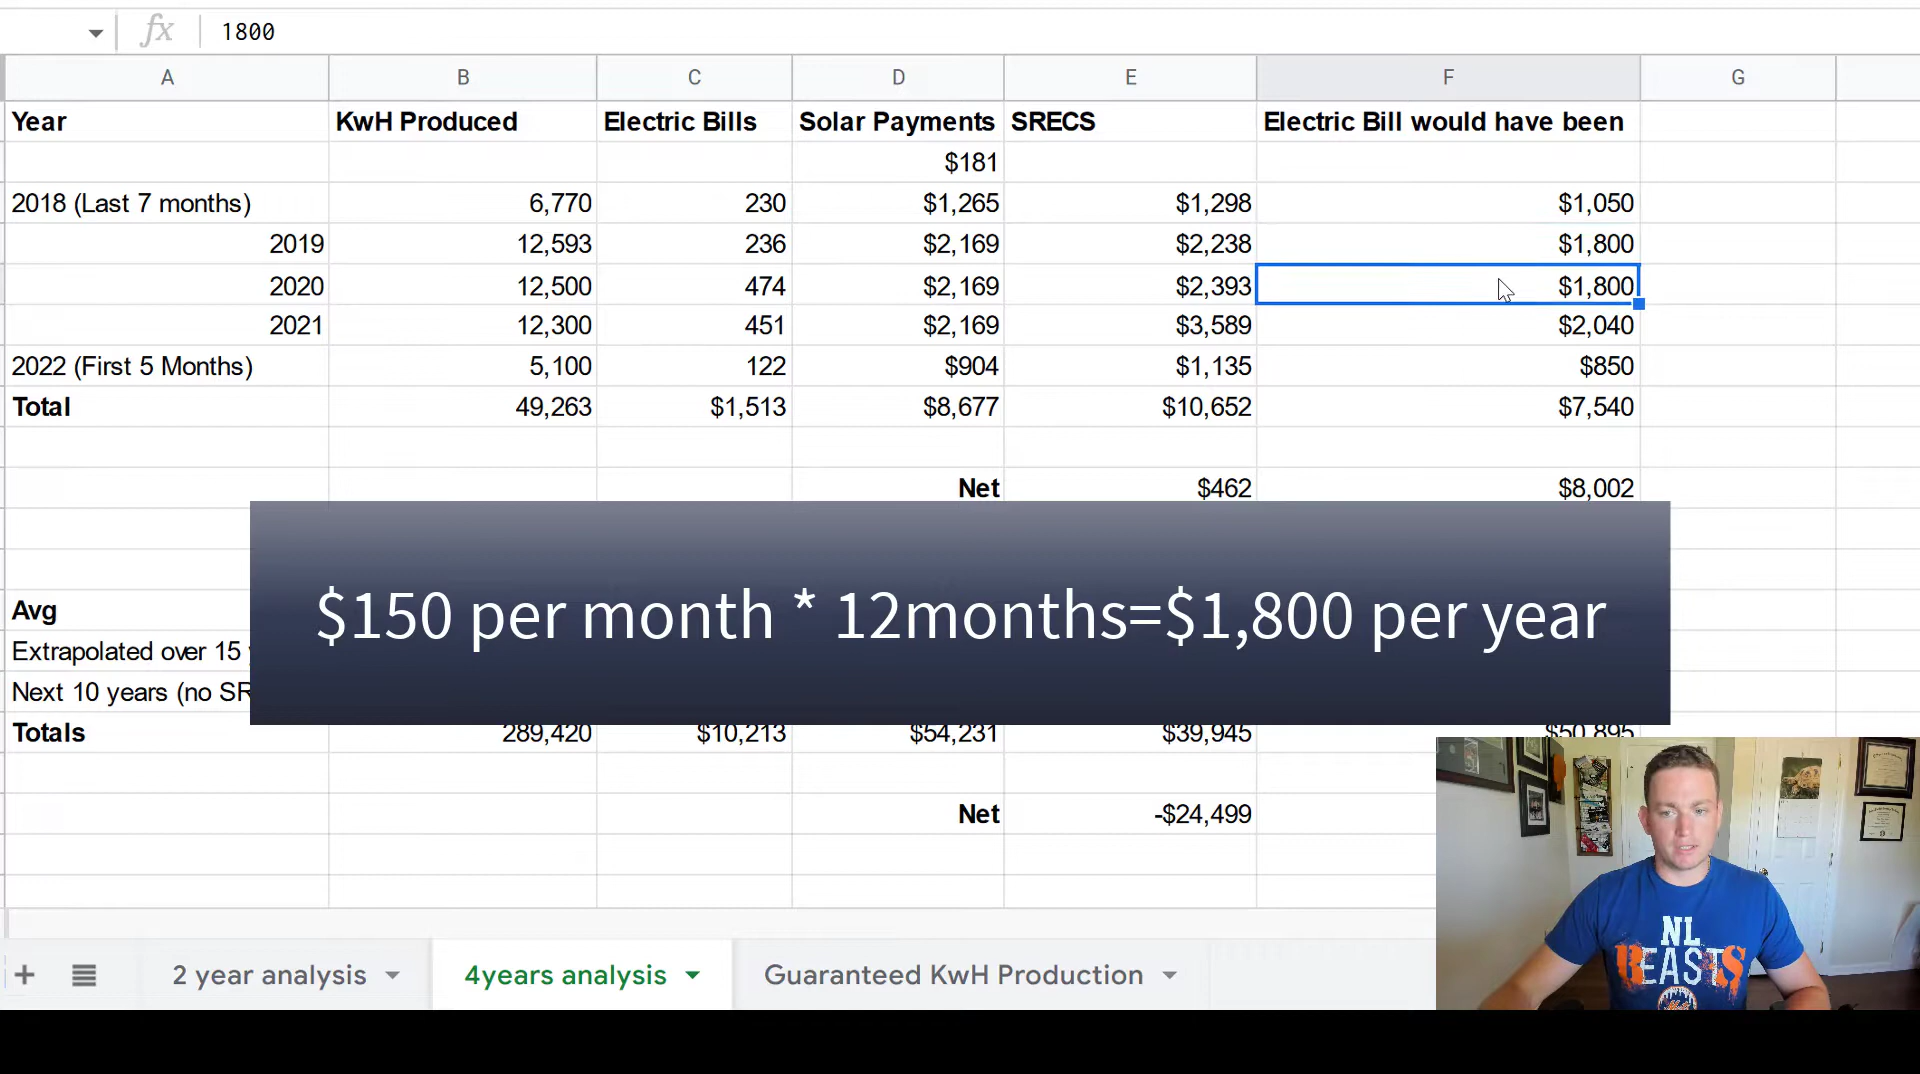 fx 1800
A B C D E F G
Year KwH Produced Electric Bills Solar Payments SRECS Electric Bill would have been
$181
2018 (Last 7 months) 6,770 230 $1,265 $1,298 $1,050
2019 12,593 236 $2,169 $2,238 $1,800
2020 12,500 474 $2,169 $2,393 $1,800
2021 12,300 451 $2,169 $3,589 $2,040
2022 (First 5 Months) 5,100 122 $904 $1,135 $850
Total 49,263 $1,513 $8,677 $10,652 $7,540
Net $462 $8,002
$150 per month * 12months=$1,800 per year
Avg
Extrapolated over 15
Next 10 years (no SR
Totals 289,420 $10,213 $54,231 $39,945 $50,895
Net -$24,499
2 year analysis 4years analysis Guaranteed KwH Production
NL
BEASTS